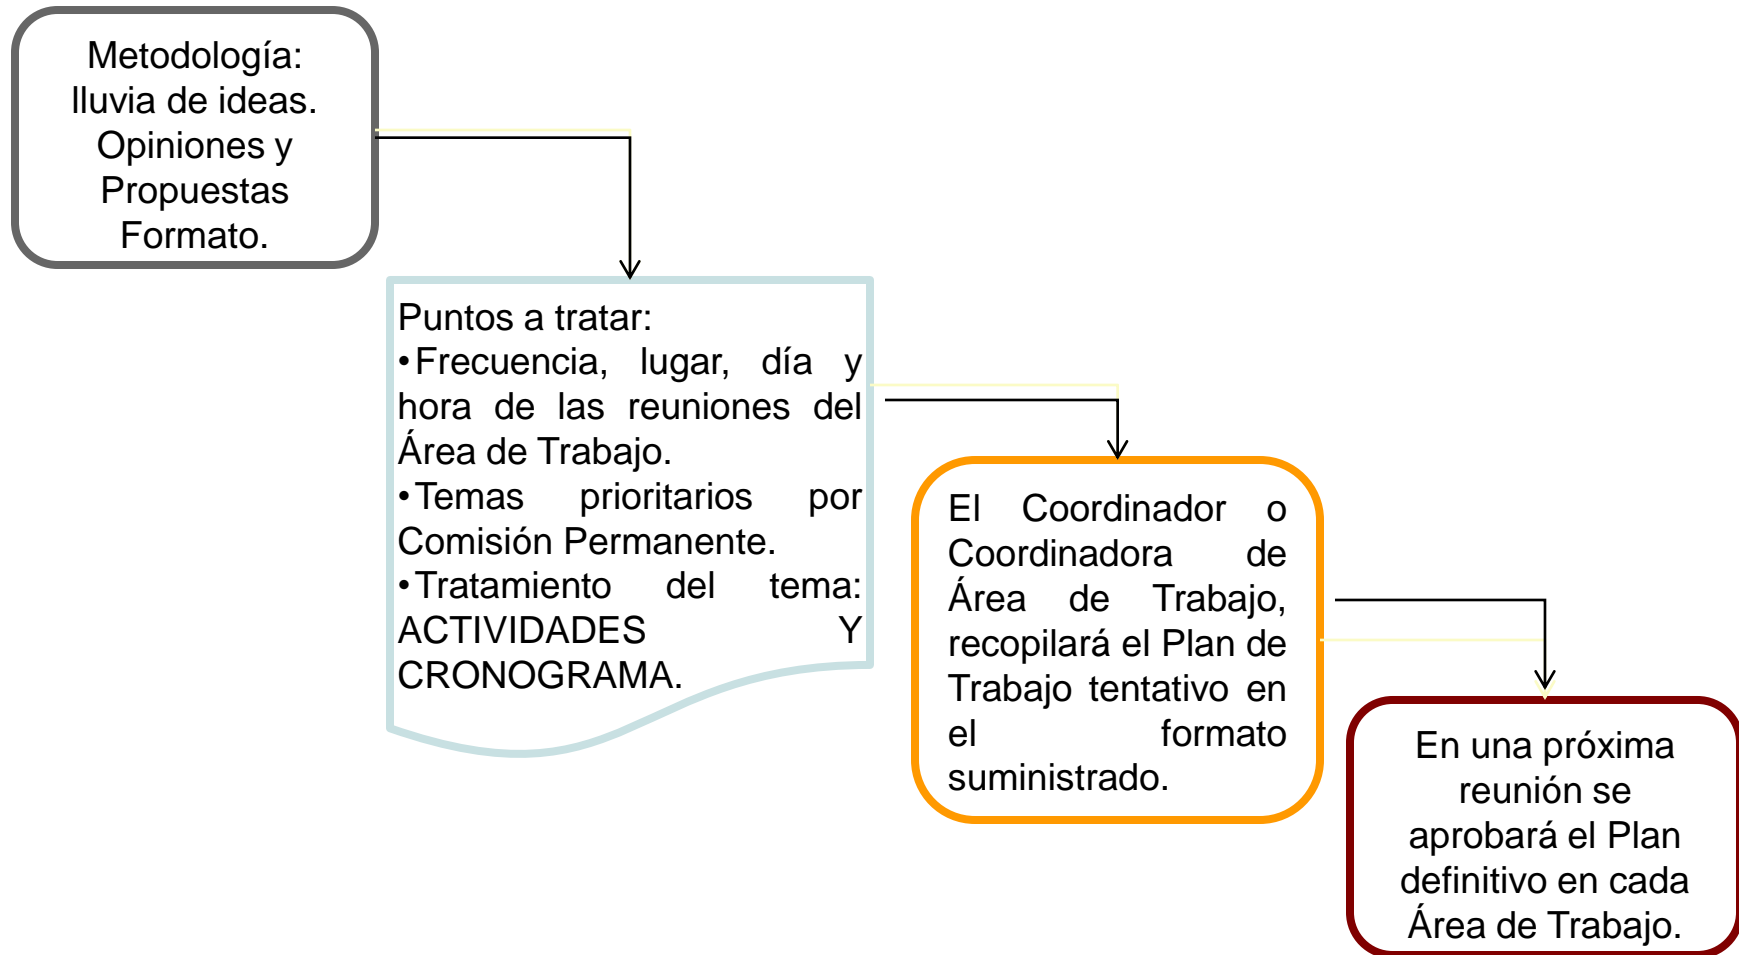 Metodología:
lluvia de ideas.
Opiniones y
Propuestas
Formato.
Puntos a tratar:
•Frecuencia, lugar, día y
hora de las reuniones del
Área de Trabajo.
•Temas prioritarios por
Comisión Permanente.
•Tratamiento del tema:
ACTIVIDADES Y
CRONOGRAMA.
El Coordinador o
Coordinadora de
Área de Trabajo,
recopilará el Plan de
Trabajo tentativo en
el formato
suministrado.
En una próxima
reunión se
aprobará el Plan
definitivo en cada
Área de Trabajo.